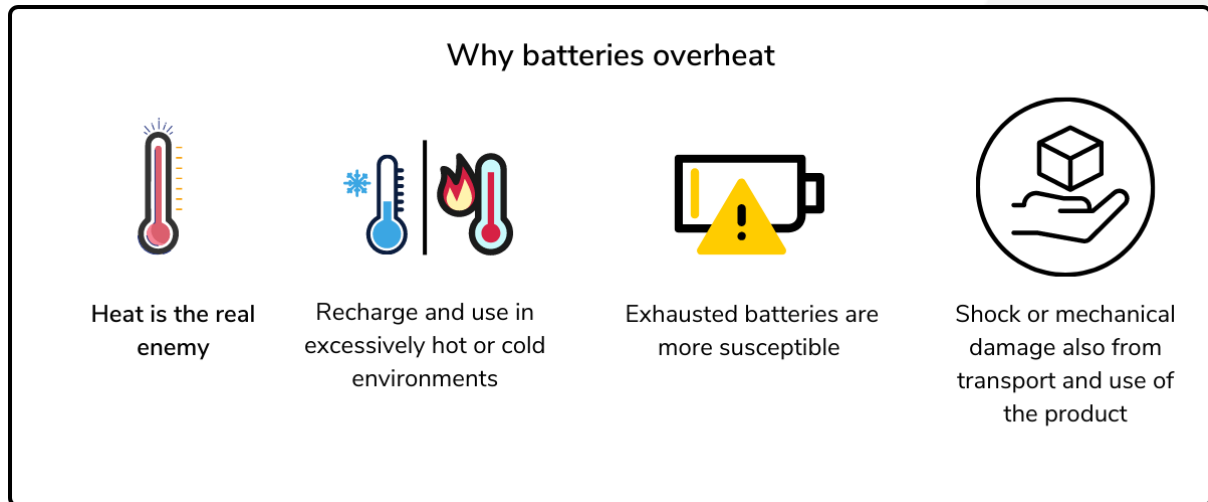 Why batteries overheat
Heat is the real
enemy
Recharge and use in
excessively hot or cold
environments
Exhausted batteries are
more susceptible
Shock or mechanical
damage also from
transport and use of
the product